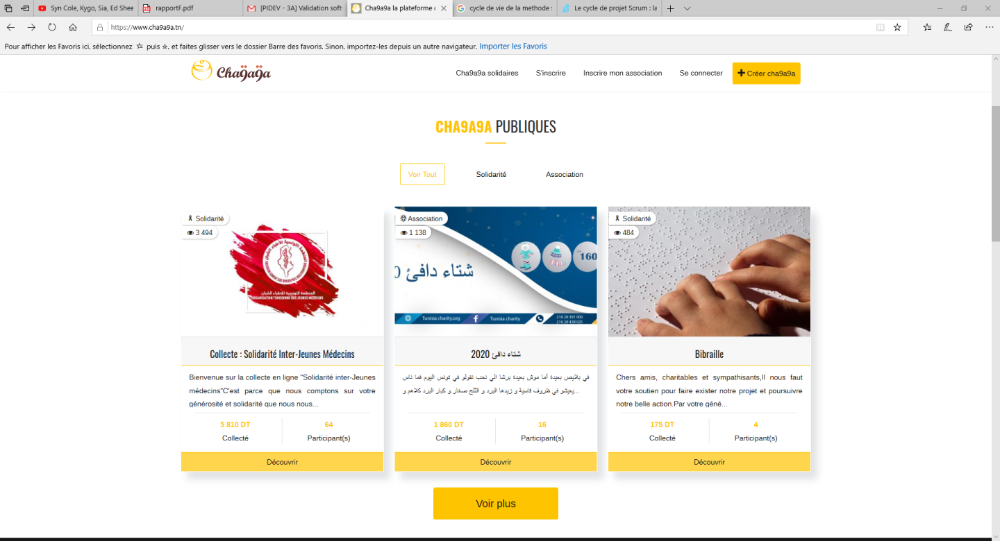 Syn Cole, Kygo, Sia, Ed Shee
rapportF.pdf
[PIDEV - 3A] Validation soft-
Cha9a9a la plateforme
cycle de vie de la methode
Le cycle de projet Scrum : la
https://www.cha9a9a.tn/
Pour afficher les Favoris ici, sélectionnez puis ☆, et faites glisser vers le dossier Barre des favoris. Sinon, importez-les depuis un autre navigateur. Importer les Favoris
Cha9a9a
Cha9a9a solidaires
S'inscrire
Inscrire mon association
Se connecter
Créer cha9a9a
CHA9A9A PUBLIQUES
Voir Tout
Solidarité
Association
Solidarité
3 494
المنظمة التونسية للأطباء الشبان
المنظمة التونسية للأطباء الشبان
ORGANISATION TUNISIENNE DES JEUNES MÉDECINS
Collecte : Solidarité Inter-Jeunes Médecins
Bienvenue sur la collecte en ligne "Solidarité inter-Jeunes
médecins"C'est parce que nous comptons sur votre
générosité et solidarité que nous nous...
5 810 DT
64
Collecté
Participant(s)
Découvrir
Association
1 138
160
شتاء دافئ 0
Tunisia charity.org
Tunisia charity
216 28 391 000
216 28 438 025
شتاء دافئ 2020
في بلايص بعيدة أما موش بعيدة برشا الي نحب نقولو في تونس اليوم فما ناس
يعيشو في ظروف قاسية و زيدها البرد و الثلج صغار و كبار البرد كلاهم و...
1 860 DT
16
Collecté
Participant(s)
Découvrir
Solidarité
484
Bibraille
Chers amis, charitables et sympathisants,Il nous faut
votre soutien pour faire exister notre projet et poursuivre
notre belle action.Par votre géné...
175 DT
4
Collecté
Participant(s)
Découvrir
Voir plus